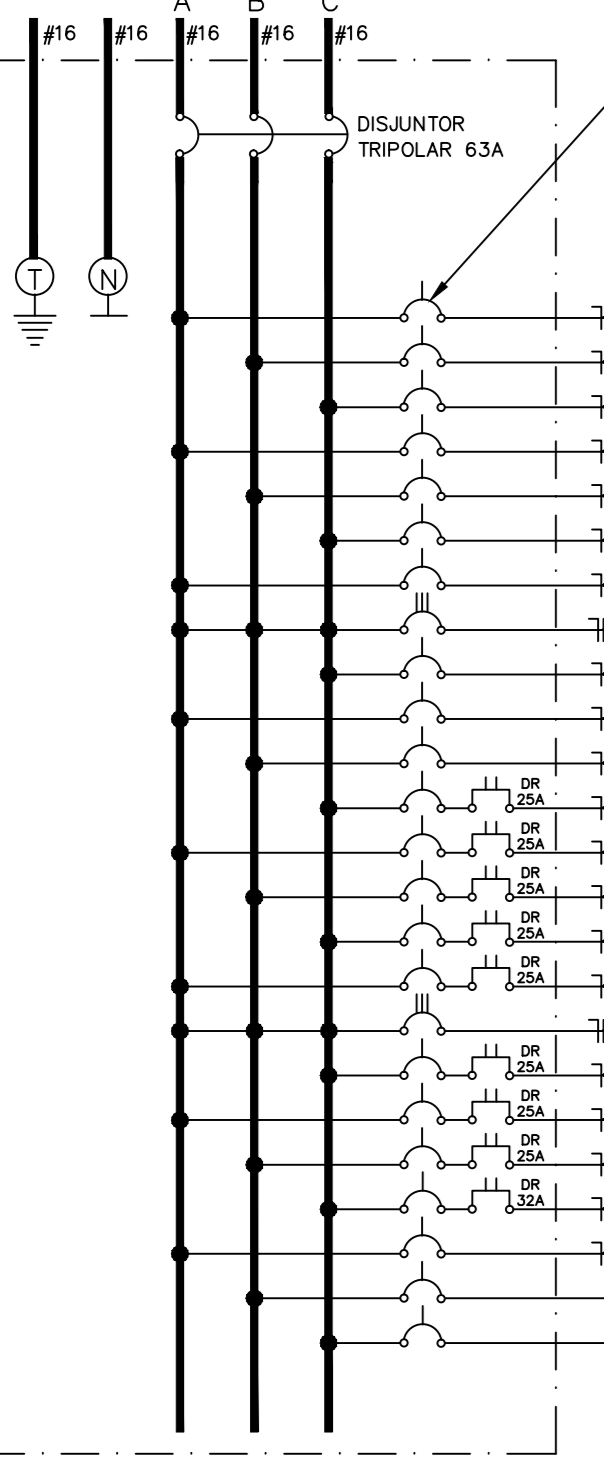 A B C
#16 #16 #16 #16 #16
DISJUNTOR
TRIPOLAR 63A
T N
DR
25A
DR
25A
DR
25A
DR
25A
DR
25A
DR
25A
DR
25A
DR
25A
DR
32A